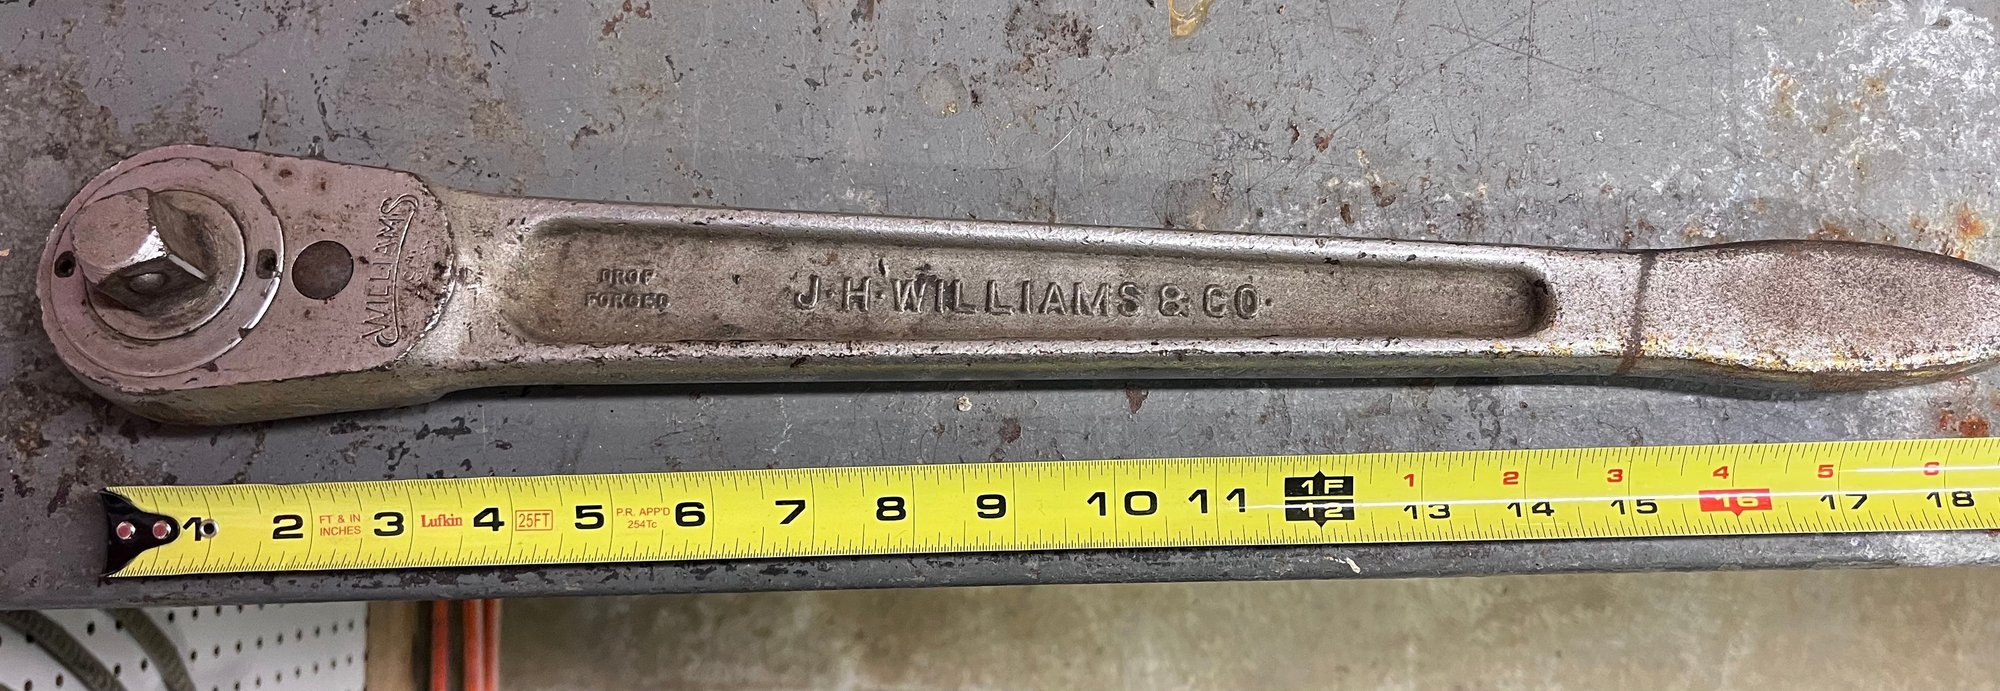 WILLIAMS
DROP
FORGED
J·H·WILLIAMS & CO·
1F 1 2 3 4 5 6
1 2 FT & IN INCHES 3 Lufkin 4 25FT 5 P.R. APP'D 254Tc 6 7 8 9 10 11 12 13 14 15 16 17 18